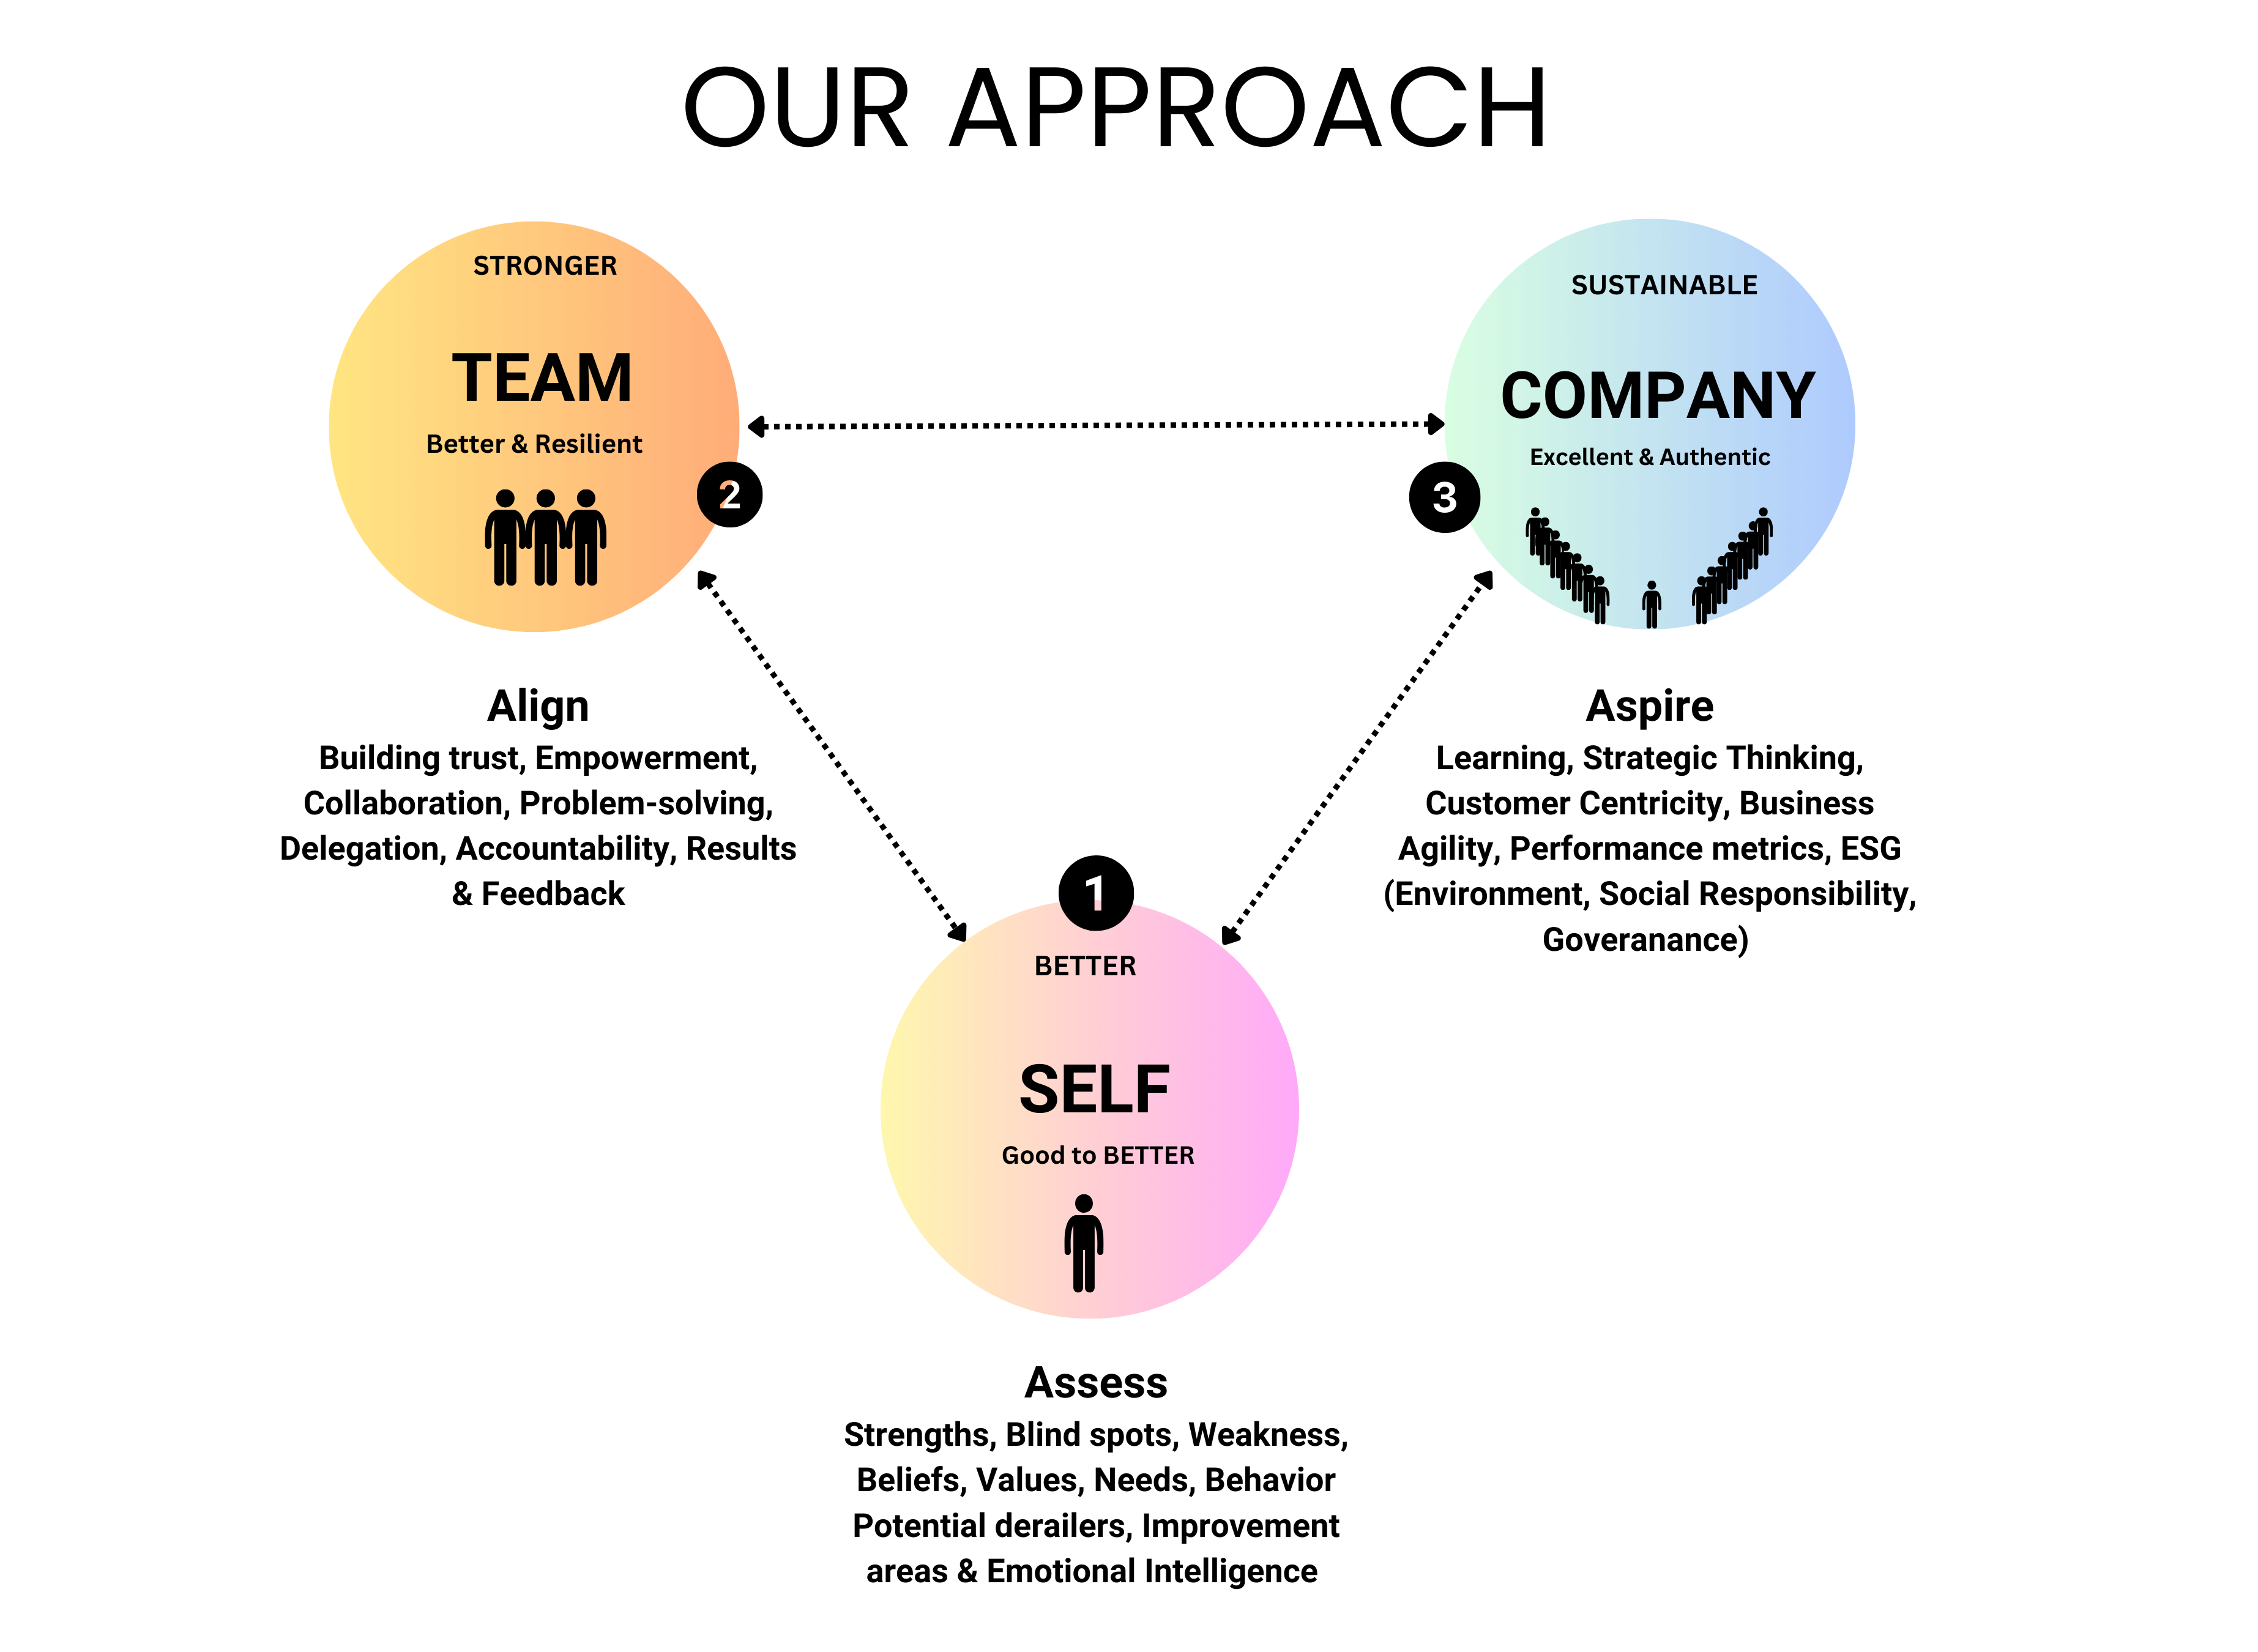 OUR APPROACH
STRONGER
TEAM
Better & Resilient
2
Align
Building trust, Empowerment,
Collaboration, Problem-solving,
Delegation, Accountability, Results
& Feedback
SUSTAINABLE
COMPANY
Excellent & Authentic
3
Aspire
Learning, Strategic Thinking,
Customer Centricity, Business
Agility, Performance metrics, ESG
(Environment, Social Responsibility,
Goveranance)
1
BETTER
SELF
Good to BETTER
Assess
Strengths, Blind spots, Weakness,
Beliefs, Values, Needs, Behavior
Potential derailers, Improvement
areas & Emotional Intelligence